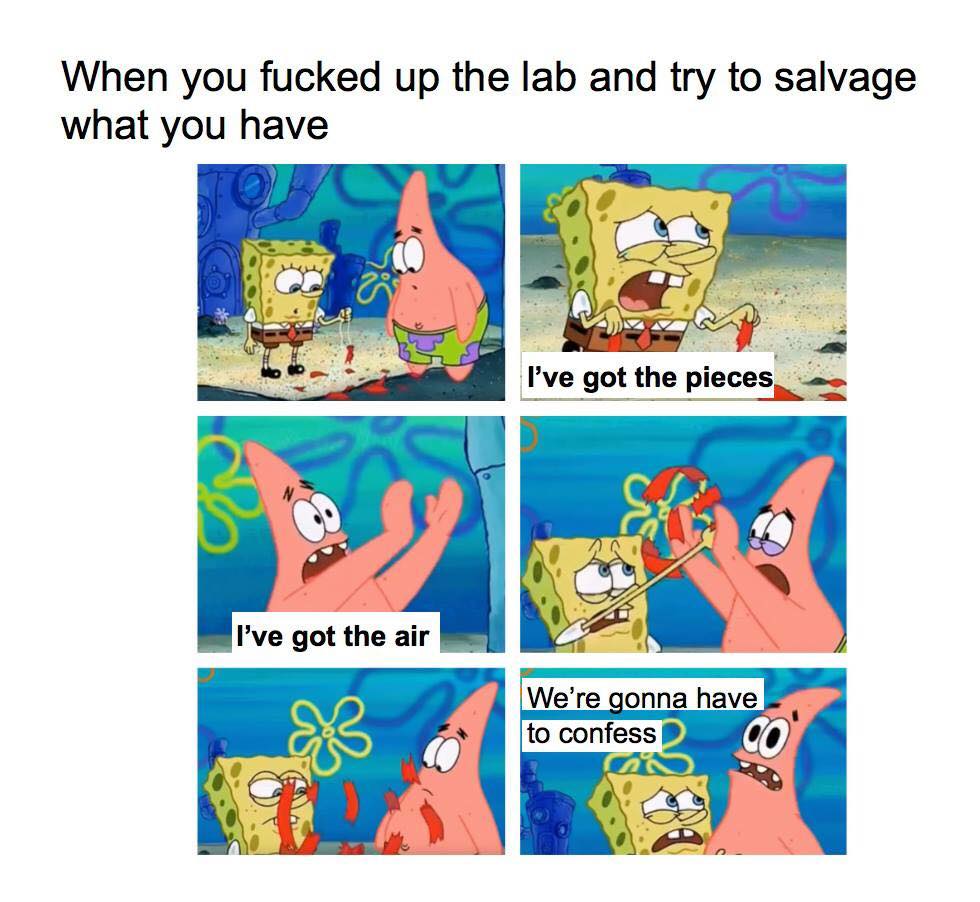 When you fucked up the lab and try to salvage
what you have
I've got the pieces
I've got the air
We're gonna have
to confess